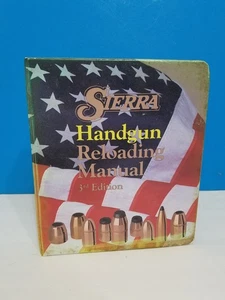 SIERRA
Handgun
Reloading
Manual
3rd Edition